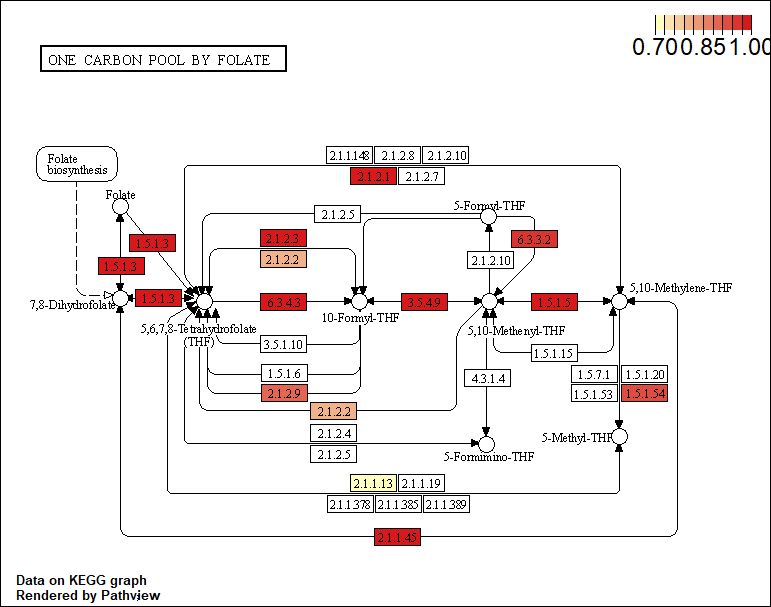 0.70 0.85 1.00
ONE CARBON POOL BY FOLATE
2.1.1.148 2.1.2.8 2.1.2.10
2.1.2.1 2.1.2.7
Folate
biosynthesis
Folate
5-Formyl-THF
2.1.2.5
1.5.1.3
2.1.2.3
6.3.3.2
2.1.2.2
2.1.2.10
1.5.1.3
7,8-Dihydrofolate
1.5.1.3
6.3.4.3
3.5.4.9
1.5.1.5
5,10-Methylene-THF
10-Formyl-THF
5,6,7,8-Tetrahydrofolate
(THF)
5,10-Methenyl-THF
3.5.1.10
1.5.1.15
1.5.1.6
4.3.1.4
1.5.7.1 1.5.1.20
2.1.2.9
1.5.1.53 1.5.1.54
2.1.2.2
2.1.2.4
5-Methyl-THF
2.1.2.5
5-Formimino-THF
2.1.1.13 2.1.1.19
2.1.1.378 2.1.1.385 2.1.1.389
2.1.1.45
Data on KEGG graph
Rendered by Pathview